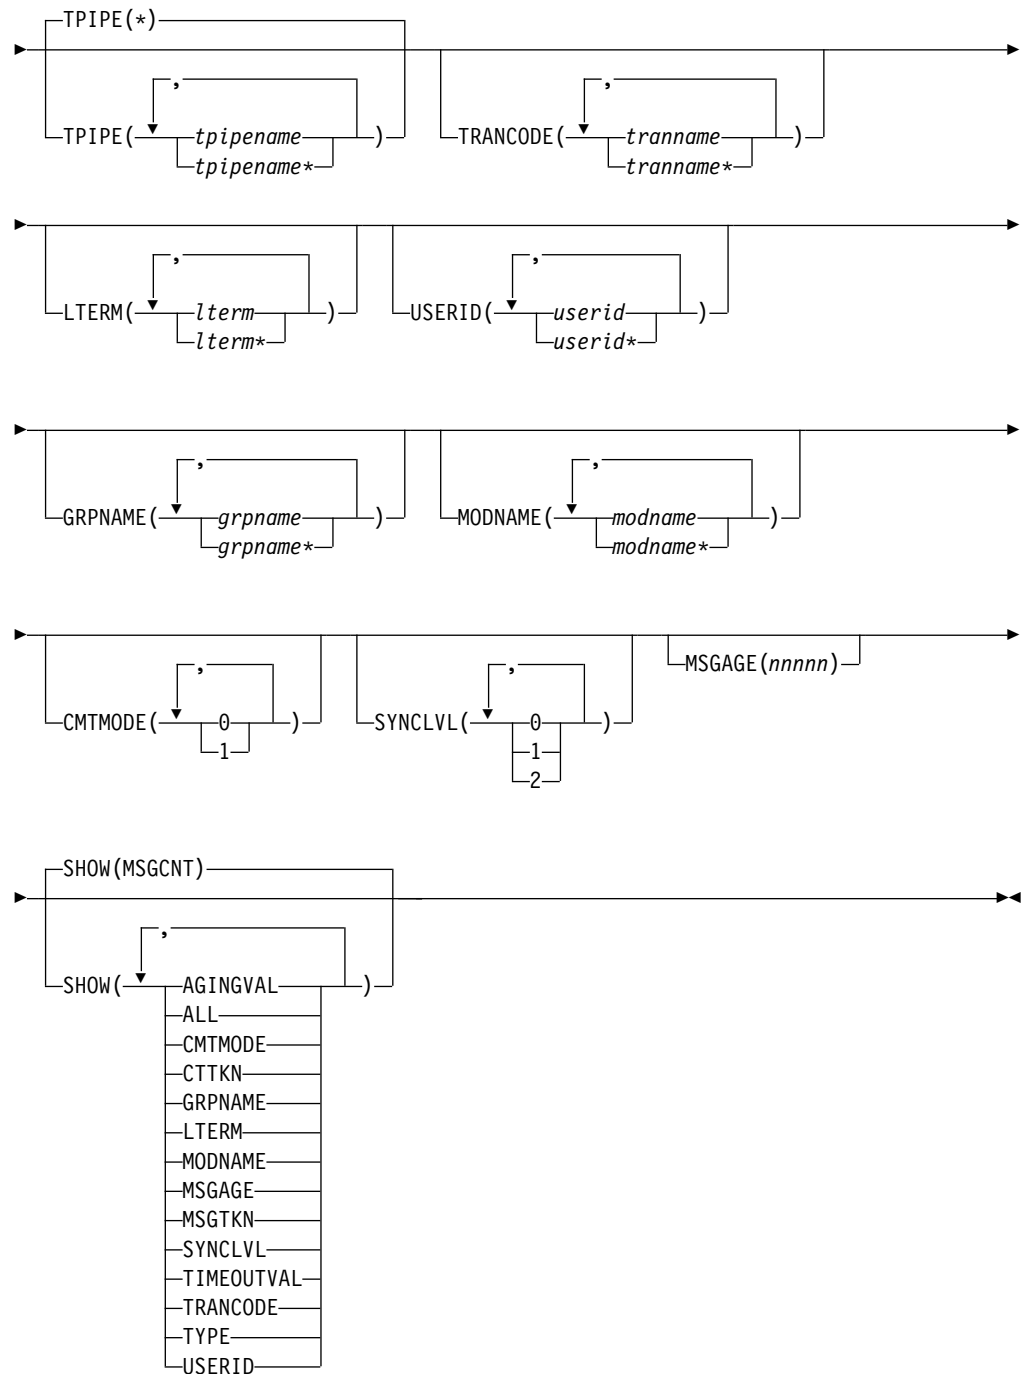 TPIPE(*)
, ,
TPIPE( tpipename ) TRANCODE( tranname )
tpipename* tranname*
, ,
LTERM( lterm ) USERID( userid )
lterm* userid*
, ,
GRPNAME( grpname ) MODNAME( modname )
grpname* modname*
, , MSGAGE(nnnnn)
CMTMODE( 0 ) SYNCLVL( 0 )
1 1
2
SHOW(MSGCNT)
,
SHOW( AGINGVAL )
ALL
CMTMODE
CTTKN
GRPNAME
LTERM
MODNAME
MSGAGE
MSGTKN
SYNCLVL
TIMEOUTVAL
TRANCODE
TYPE
USERID